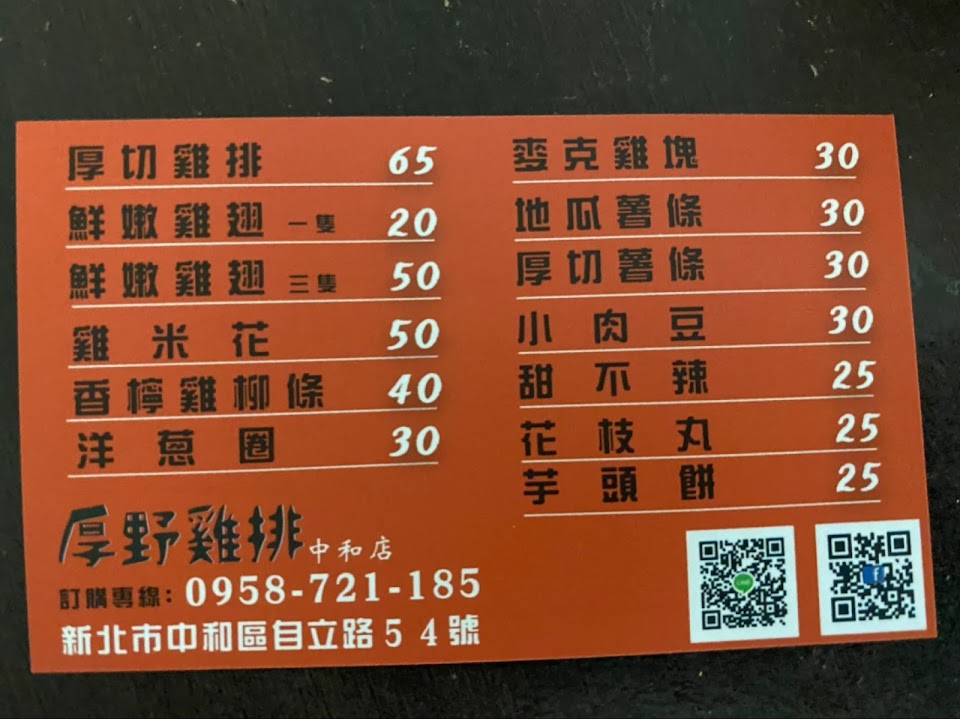 厚切雞排 65
鮮嫩雞翅 一隻 20
鮮嫩雞翅 三隻 50
雞米花 50
香檸雞柳條 40
洋蔥圈 30
麥克雞塊 30
地瓜薯條 30
厚切薯條 30
小肉豆 30
甜不辣 25
花枝丸 25
芋頭餅 25
厚野雞排 中和店
訂購專線：0958-721-185
新北市中和區自立路54號